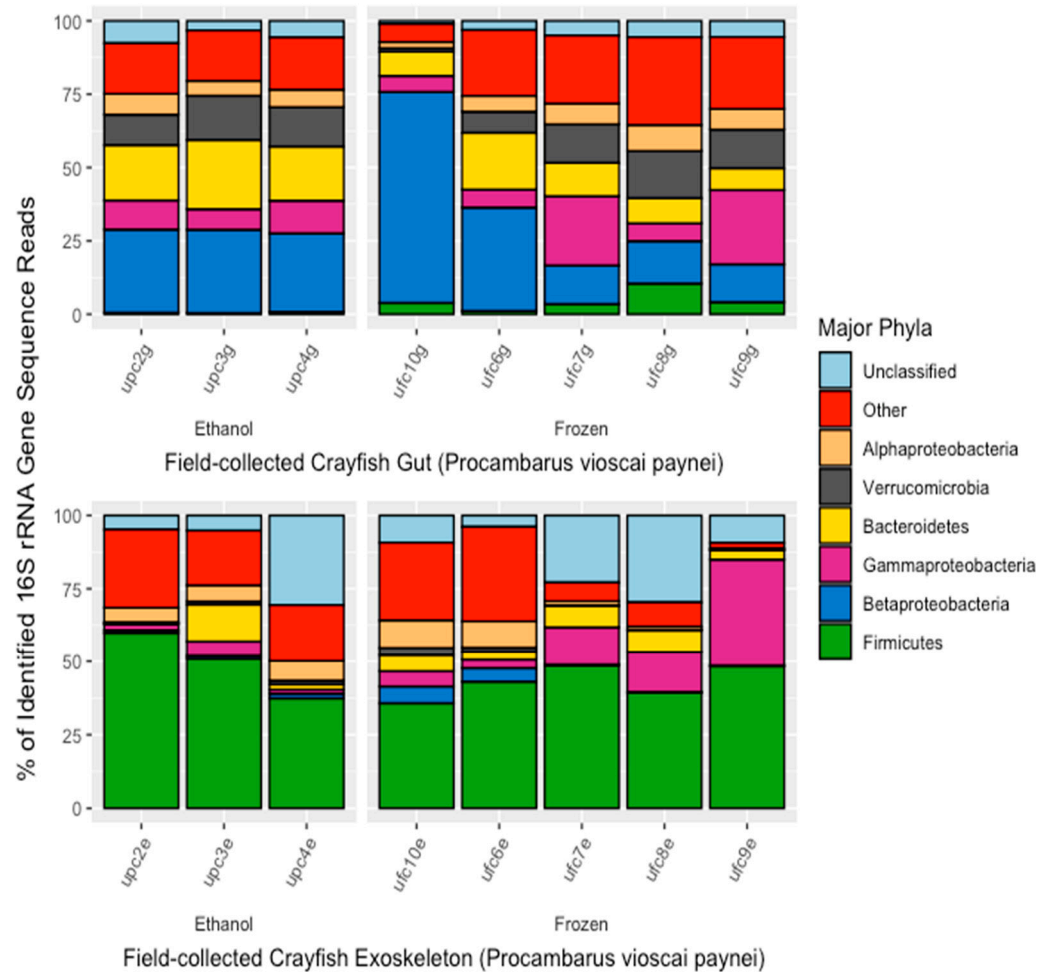 % of Identified 16S rRNA Gene Sequence Reads
100
75
50
25
0
upc2g
upc3g
upc4g
ufc10g
ufc6g
ufc7g
ufc8g
ufc9g
Ethanol
Frozen
Field-collected Crayfish Gut (Procambarus vioscai paynei)
100
75
50
25
0
upc2e
upc3e
upc4e
ufc10e
ufc6e
ufc7e
ufc8e
ufc9e
Ethanol
Frozen
Field-collected Crayfish Exoskeleton (Procambarus vioscai paynei)
Major Phyla
Unclassified
Other
Alphaproteobacteria
Verrucomicrobia
Bacteroidetes
Gammaproteobacteria
Betaproteobacteria
Firmicutes